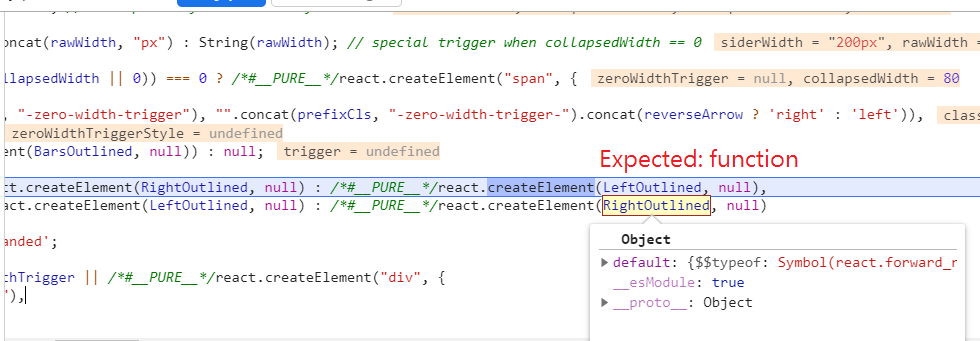 oncat(rawWidth, "px") : String(rawWidth); // special trigger when collapsedWidth == 0 siderWidth = "200px", rawWidth =
llapsedWidth || 0)) === 0 ? /*#__PURE__*/react.createElement("span", { zeroWidthTrigger = null, collapsedWidth = 80
, "-zero-width-trigger"), "".concat(prefixCls, "-zero-width-trigger-").concat(reverseArrow ? 'right' : 'left')), class
zeroWidthTriggerStyle = undefined
ent(BarsOutlined, null)) : null; trigger = undefined
Expected: function
ct.createElement(RightOutlined, null) : /*#__PURE__*/react.createElement(LeftOutlined, null),
act.createElement(LeftOutlined, null) : /*#__PURE__*/react.createElement(RightOutlined, null)
anded';
Object
thTrigger || /*#__PURE__*/react.createElement("div", {
default: {$$typeof: Symbol(react.forward_r
__esModule: true
"),
__proto__: Object